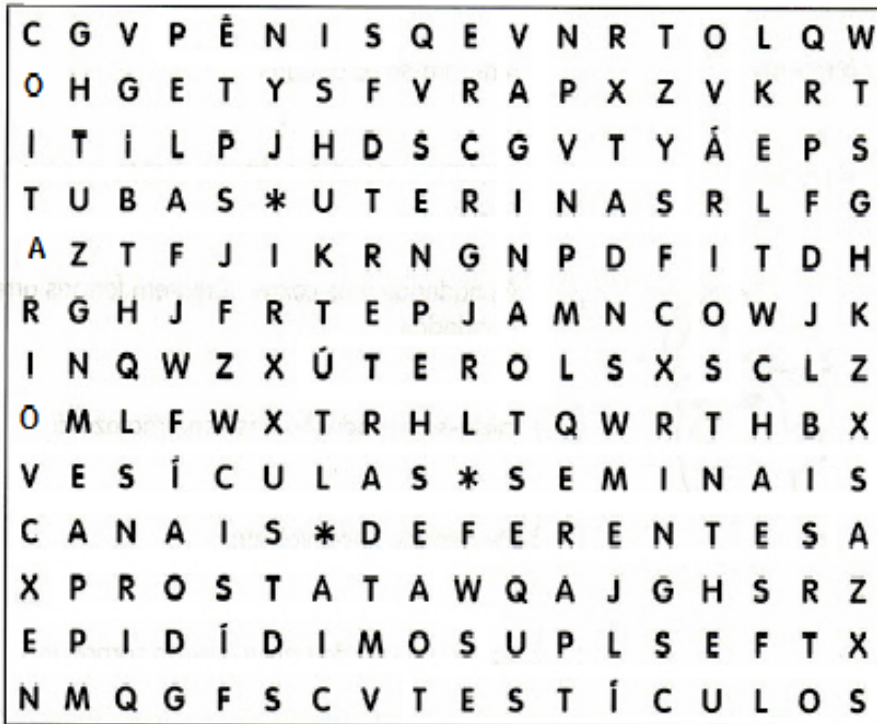 C G V P Ê N I S Q E V N R T O L Q W
O H G E T Y S F V R A P X Z V K R T
I T I L P J H D S C G V T Y Á E P S
T U B A S * U T E R I N A S R L F G
A Z T F J I K R N G N P D F I T D H
R G H J F R T E P J A M N C O W J K
I N Q W Z X Ú T E R O L S X S C L Z
O M L F W X T R H L T Q W R T H B X
V E S Í C U L A S * S E M I N A I S
C A N A I S * D E F E R E N T E S A
X P R O S T A T A W Q A J G H S R Z
E P I D Í D I M O S U P L S E F T X
N M Q G F S C V T E S T Í C U L O S